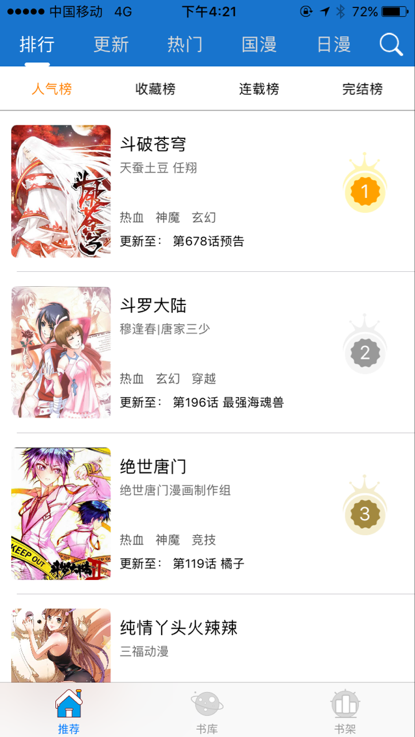 中国移动 4G 下午4:21 72%
排行 更新 热门 国漫 日漫
人气榜 收藏榜 连载榜 完结榜
斗破苍穹
天蚕土豆 任翔
1
热血 神魔 玄幻
更新至： 第678话预告
斗罗大陆
穆逢春|唐家三少
2
热血 玄幻 穿越
更新至： 第196话 最强海魂兽
绝世唐门
绝世唐门漫画制作组
3
热血 神魔 竞技
KEEP OUT
更新至： 第119话 橘子
纯情丫头火辣辣
三福动漫
推荐 书库 书架